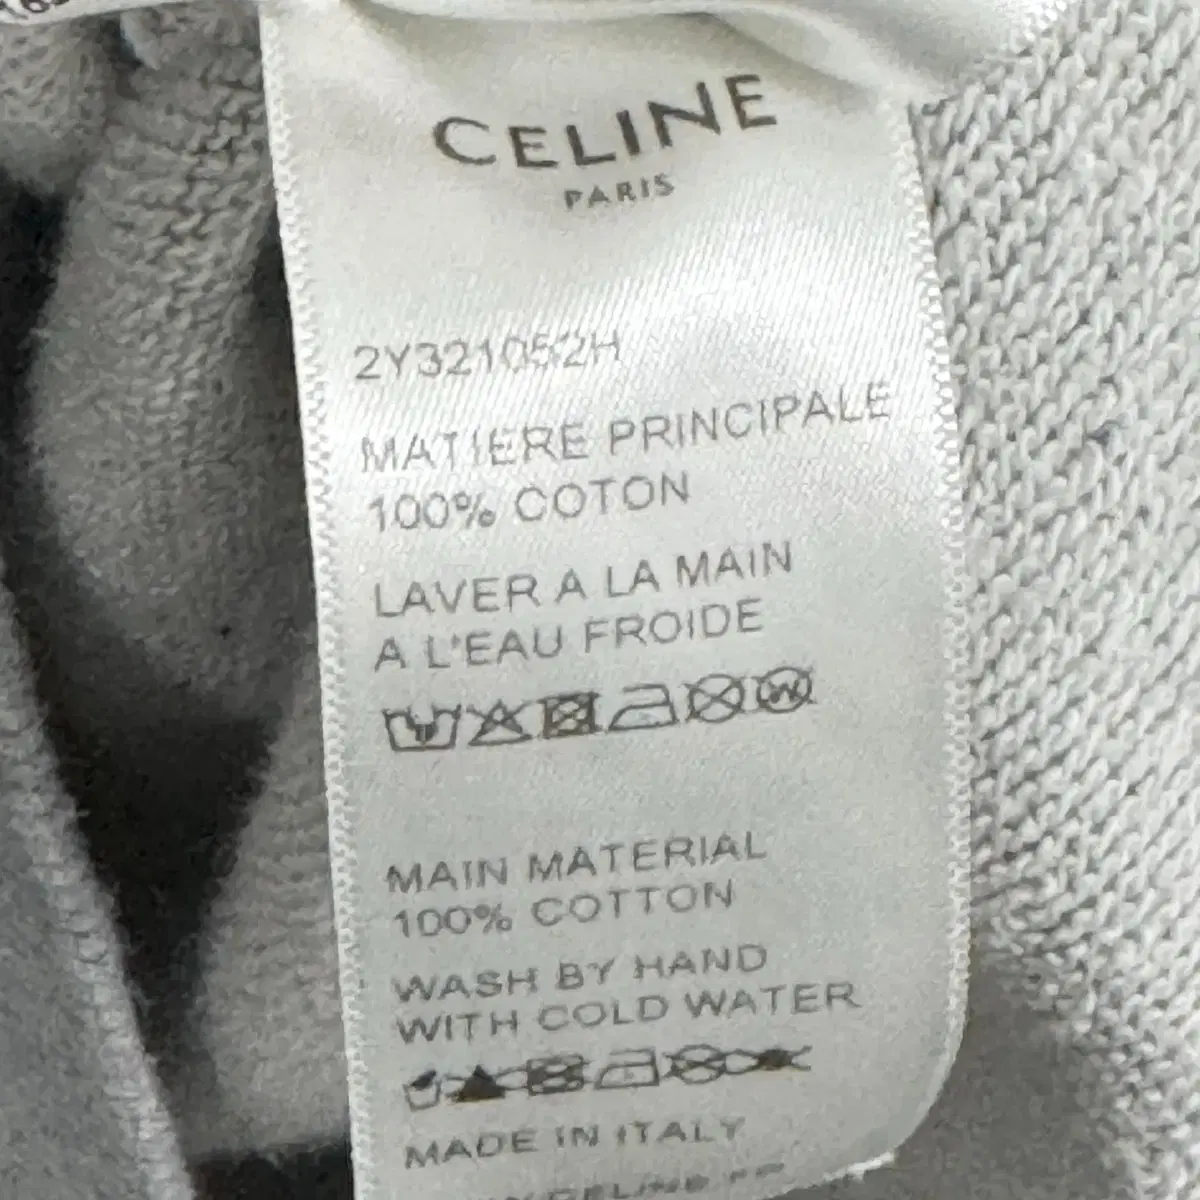 CELINE
PARIS
2Y321052H
MATIERE PRINCIPALE
100% COTON
LAVER A LA MAIN
A L'EAU FROIDE
W
MAIN MATERIAL
100% COTTON
WASH BY HAND
WITH COLD WATER
MADE IN ITALY